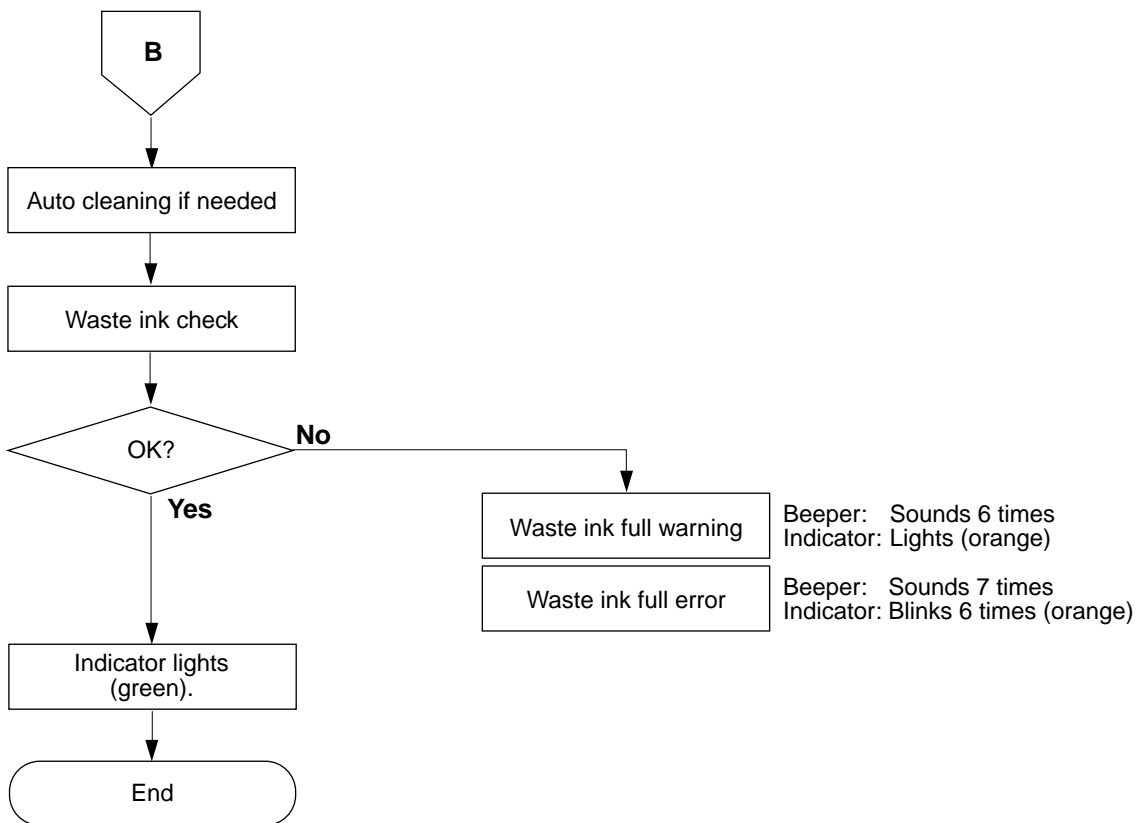 B
Auto cleaning if needed
Waste ink check
OK?
No
Yes
Waste ink full warning
Beeper: Sounds 6 times
Indicator: Lights (orange)
Waste ink full error
Beeper: Sounds 7 times
Indicator: Blinks 6 times (orange)
Indicator lights
(green).
End